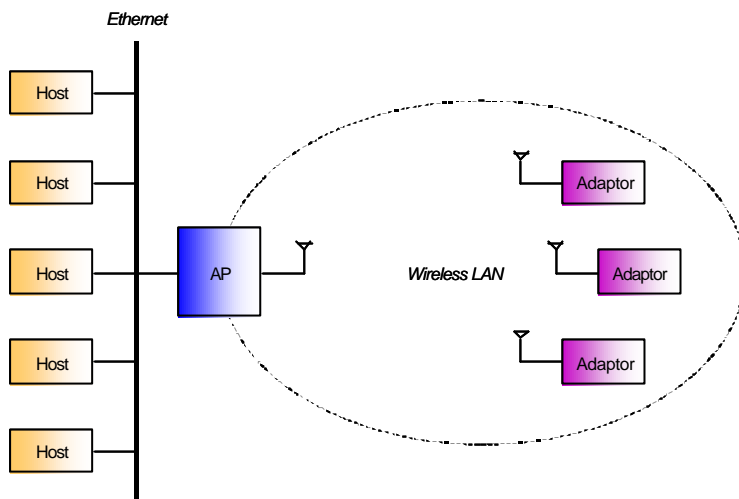 Ethernet
Host
Host
Adaptor
Host
AP
Wireless LAN
Adaptor
Host
Adaptor
Host